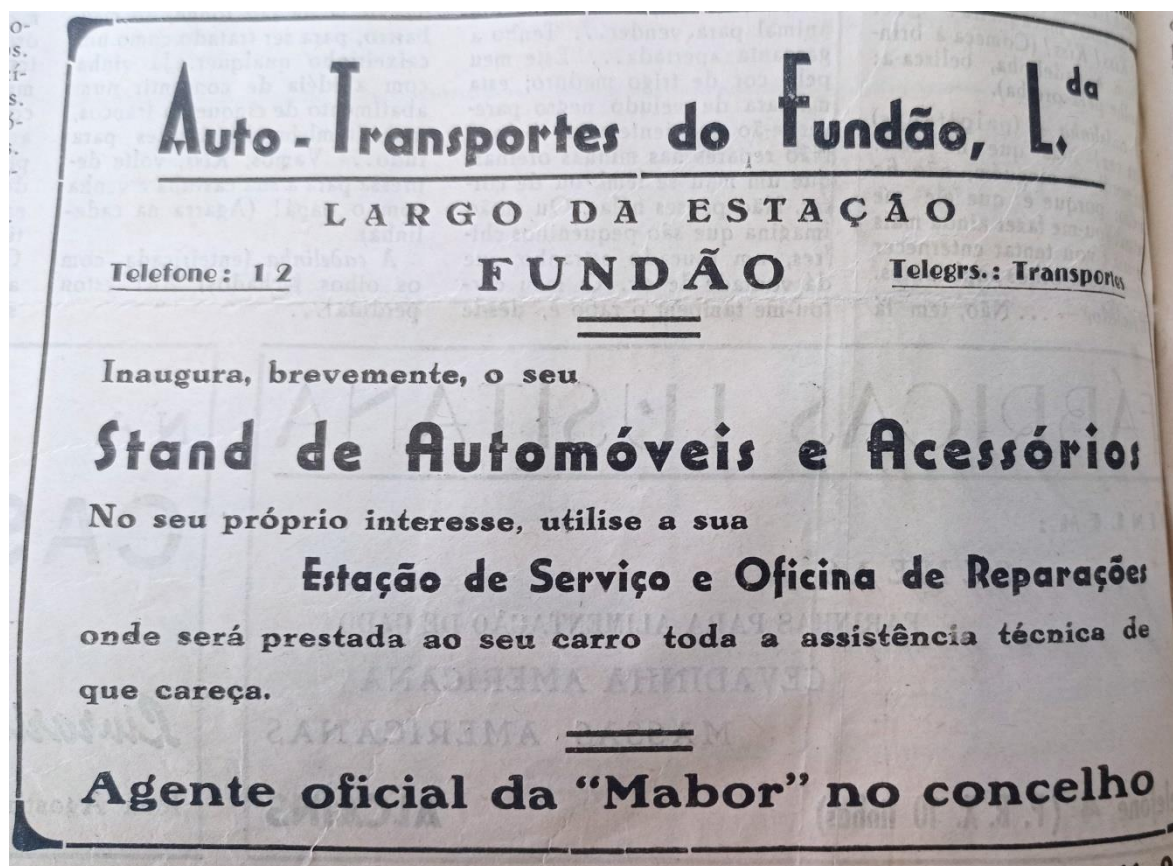 Auto - Transportes do Fundão, L.da
LARGO DA ESTAÇÃO
Telefone: 12 FUNDÃO Telegrs.: Transportes
Inaugura, brevemente, o seu
Stand de Automóveis e Acessórios
No seu próprio interesse, utilise a sua
Estação de Serviço e Oficina de Reparações
onde será prestada ao seu carro toda a assistência técnica de
que careça.
Agente oficial da “Mabor” no concelho